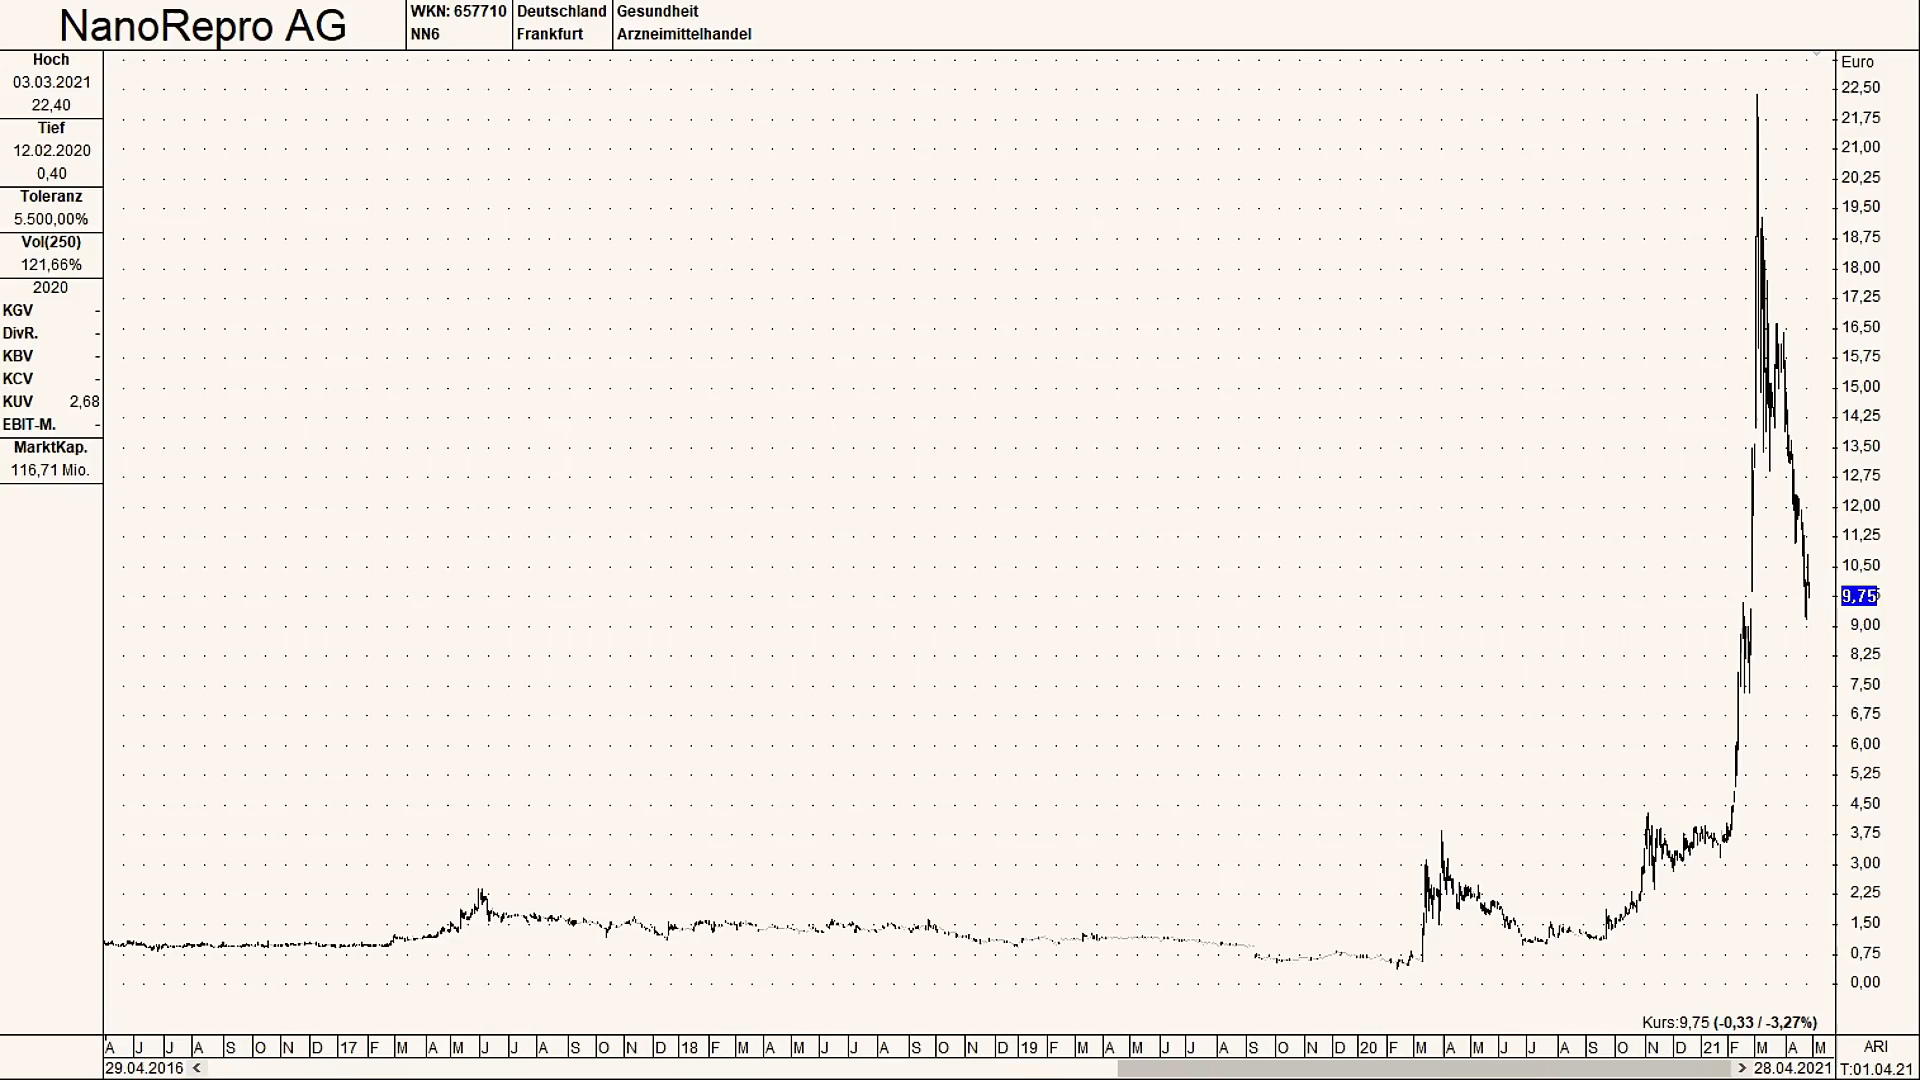 NanoRepro AG
WKN: 657710
NN6
Deutschland
Frankfurt
Gesundheit
Arzneimittelhandel
Hoch
03.03.2021
22,40
Tief
12.02.2020
0,40
Toleranz
5.500,00%
Vol(250)
121,66%
2020
KGV -
DivR. -
KBV -
KCV -
KUV 2,68
EBIT-M. -
MarktKap.
116,71 Mio.
Euro
22,50
21,75
21,00
20,25
19,50
18,75
18,00
17,25
16,50
15,75
15,00
14,25
13,50
12,75
12,00
11,25
10,50
9,75
9,00
8,25
7,50
6,75
6,00
5,25
4,50
3,75
3,00
2,25
1,50
0,75
0,00
Kurs:9,75 (-0,33 / -3,27%)
A J J A S O N D 17 F M A M J J A S O N D 18 F M A M J J A S O N D 19 F M A M J J A S O N D 20 F M A M J J A S O N D 21 F M A M
ARI
29.04.2016 < > 28.04.2021 T:01.04.21